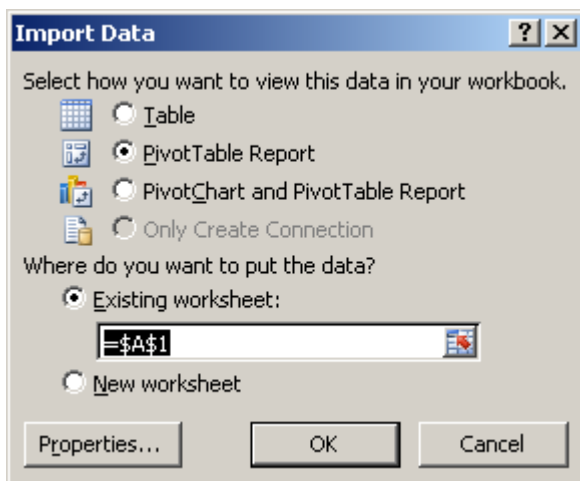 Import Data
Select how you want to view this data in your workbook.
Table
PivotTable Report
PivotChart and PivotTable Report
Only Create Connection
Where do you want to put the data?
Existing worksheet:
=$A$1
New worksheet
Properties... OK Cancel